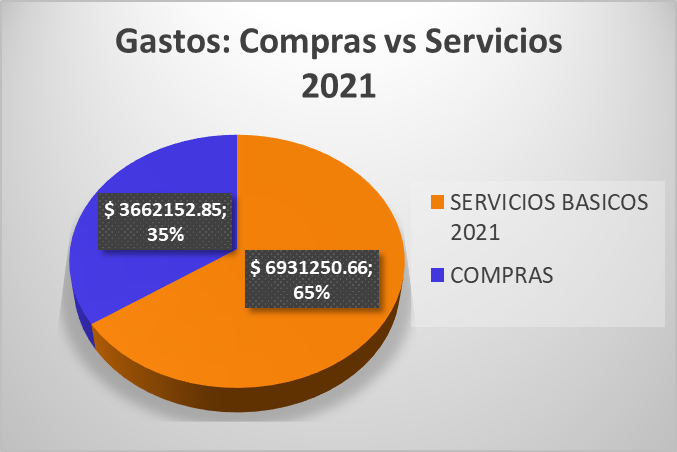 Gastos: Compras vs Servicios
2021
$ 3662152.85;
35%
$ 6931250.66;
65%
SERVICIOS BASICOS
2021
COMPRAS